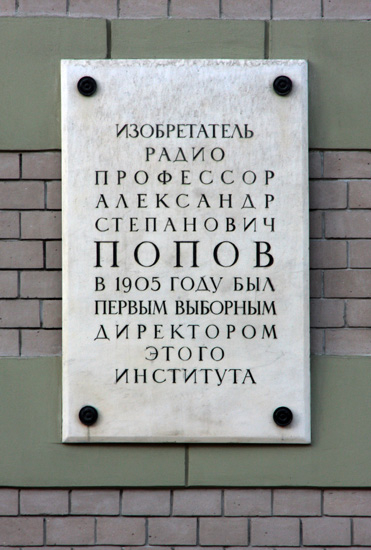 ИЗОБРЕТАТЕЛЬ
РАДИО
ПРОФЕССОР
АЛЕКСАНДР
СТЕПАНОВИЧ
ПОПОВ
В 1905 ГОДУ БЫЛ
ПЕРВЫМ ВЫБОРНЫМ
ДИРЕКТОРОМ
ЭТОГО
ИНСТИТУТА